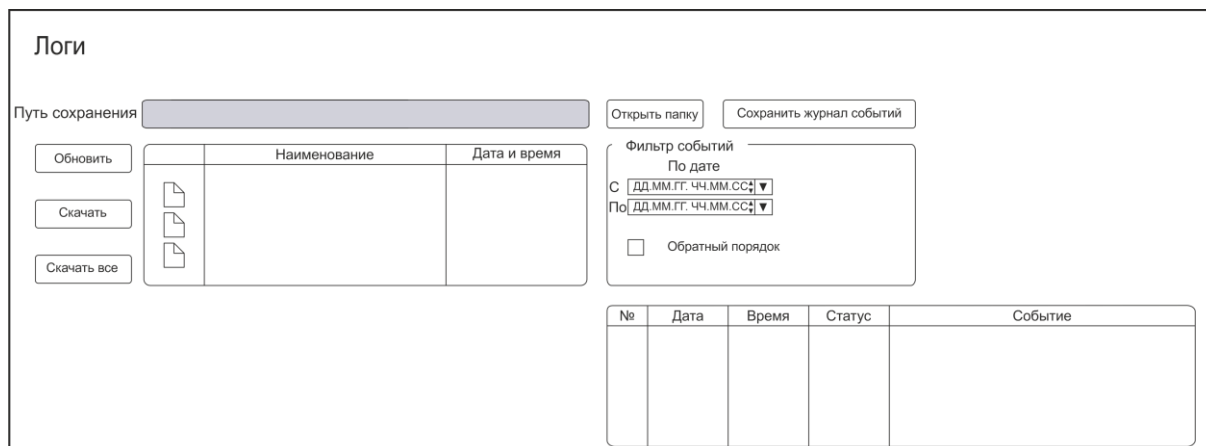 Логи
Путь сохранения
Открыть папку
Сохранить журнал событий
Обновить
Скачать
Скачать все
Наименование
Дата и время
Фильтр событий
По дате
С ДД.ММ.ГГ. ЧЧ.ММ.СС
По ДД.ММ.ГГ. ЧЧ.ММ.СС
Обратный порядок
№ Дата Время Статус Событие